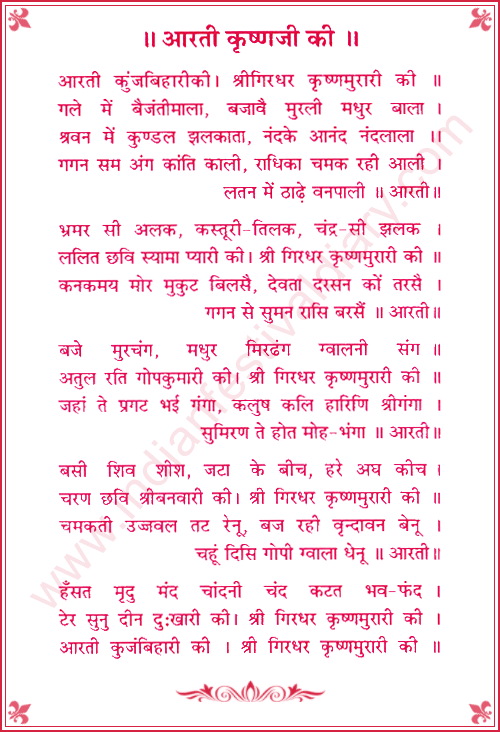 ॥ आरती कृष्णजी की ॥
आरती कुंजबिहारीकी। श्रीगिरधर कृष्णमुरारी की ॥
गले में बैजंतीमाला, बजावै मुरली मधुर बाला ।
श्रवन में कुण्डल झलकाता, नंदके आनंद नंदलाला ।।
गगन सम अंग कांति काली, राधिका चमक रही आली ।
लतन में ठाढ़े वनपाली ॥ आरती॥
भ्रमर सी अलक, कस्तूरी-तिलक, चंद्र-सी झलक ।
ललित छवि स्यामा प्यारी की। श्री गिरधर कृष्णमुरारी की ॥
कनकमय मोर मुकुट बिलसै, देवता दरसन कों तरसै ।
गगन से सुमन रासि बरसैं ॥ आरती॥
बजे मुरचंग, मधुर मिरढंग ग्वालनी संग ॥
अतुल रति गोपकुमारी की। श्री गिरधर कृष्णमुरारी की ॥
जहां ते प्रगट भई गंगा, कलुष कलि हारिणि श्रीगंगा ।
सुमिरण ते होत मोह-भंगा ॥ आरती॥
बसी शिव शीश, जटा के बीच, हरे अघ कीच ।
चरण छवि श्रीबनवारी की। श्री गिरधर कृष्णमुरारी की ॥
चमकती उज्जवल तट रेनू, बज रही वृन्दावन बेनू ।
चहूं दिसि गोपी ग्वाला धेनू ॥ आरती॥
हँसत मृदु मंद चांदनी चंद कटत भव-फंद ।
टेर सुनु दीन दुःखारी की। श्री गिरधर कृष्णमुरारी की ।
आरती कुजंबिहारी की । श्री गिरधर कृष्णमुरारी की ॥
www.indianfestivaldiary.com